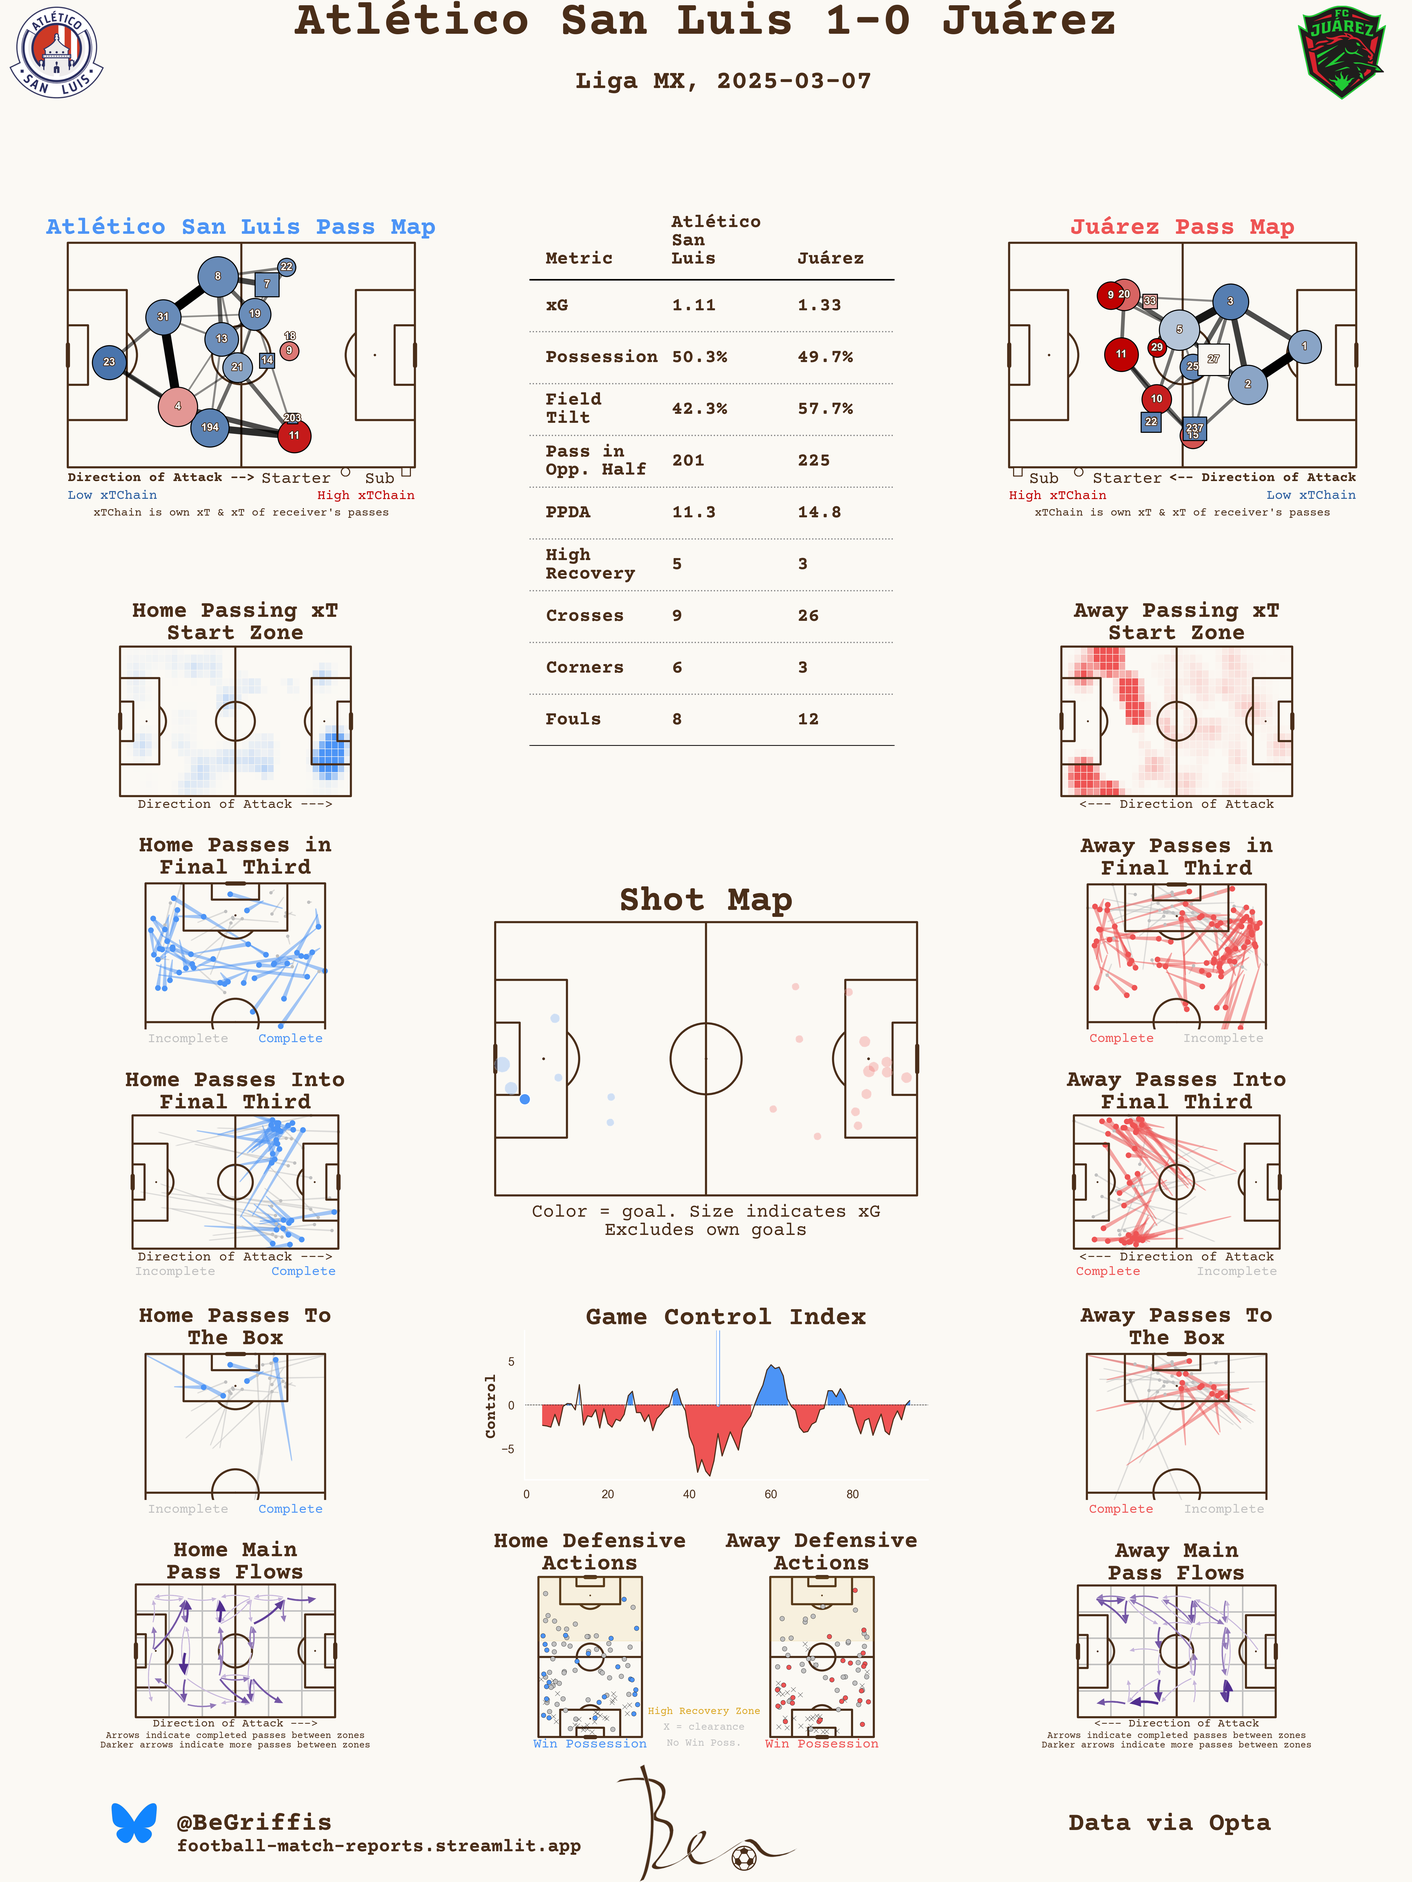 Atlético San Luis 1-0 Juárez
Liga MX, 2025-03-07
ATLÉTICO
SAN LUIS
FC
JUÁREZ
Atlético San Luis Pass Map
8
22
7
31
19
13
18
9
23
21
14
4
194
203
11
Direction of Attack --> Starter Sub
Low xTChain High xTChain
xTChain is own xT & xT of receiver's passes
Metric Atlético San Luis Juárez
xG 1.11 1.33
Possession 50.3% 49.7%
Field Tilt 42.3% 57.7%
Pass in Opp. Half 201 225
PPDA 11.3 14.8
High Recovery 5 3
Crosses 9 26
Corners 6 3
Fouls 8 12
Juárez Pass Map
9
20
33
3
5
29
11
27
25
1
2
10
22
237
15
Sub Starter <-- Direction of Attack
High xTChain Low xTChain
xTChain is own xT & xT of receiver's passes
Home Passing xT
Start Zone
Direction of Attack --->
Away Passing xT
Start Zone
<--- Direction of Attack
Home Passes in
Final Third
Incomplete Complete
Away Passes in
Final Third
Complete Incomplete
Shot Map
Color = goal. Size indicates xG
Excludes own goals
Home Passes Into
Final Third
Direction of Attack --->
Incomplete Complete
Away Passes Into
Final Third
<--- Direction of Attack
Complete Incomplete
Home Passes To
The Box
Incomplete Complete
Game Control Index
Control
5
0
−5
0 20 40 60 80
Away Passes To
The Box
Complete Incomplete
Home Main
Pass Flows
Direction of Attack --->
Arrows indicate completed passes between zones
Darker arrows indicate more passes between zones
Home Defensive
Actions
Win Possession
Away Defensive
Actions
Win Possession
High Recovery Zone
X = clearance
No Win Poss.
Away Main
Pass Flows
<--- Direction of Attack
Arrows indicate completed passes between zones
Darker arrows indicate more passes between zones
@BeGriffis
football-match-reports.streamlit.app
Ben
Data via Opta